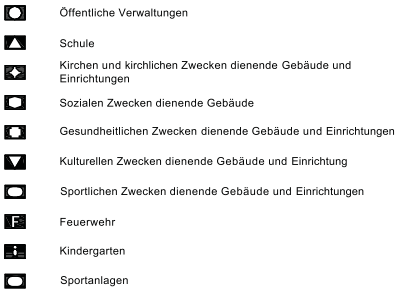 Öffentliche Verwaltungen
Schule
Kirchen und kirchlichen Zwecken dienende Gebäude und
Einrichtungen
Sozialen Zwecken dienende Gebäude
Gesundheitlichen Zwecken dienende Gebäude und Einrichtungen
Kulturellen Zwecken dienende Gebäude und Einrichtung
Sportlichen Zwecken dienende Gebäude und Einrichtungen
F Feuerwehr
i Kindergarten
Sportanlagen